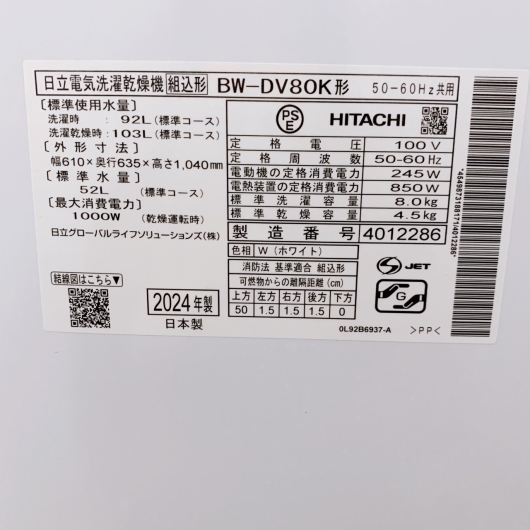 日立電気洗濯乾燥機 組込形 BW-DV80K形 50-60Hz共用
[標準使用水量]
洗濯時:92L(標準コース)
洗濯乾燥時:103L(標準コース)
[外形寸法]
幅610×奥行635×高さ1,040mm
[標準水量]
52L (標準コース)
[最大消費電力]
1000W (乾燥運転時)
日立グローバルライフソリューションズ(株)
PSE HITACHI
定格電圧 100V
定格周波数 50-60Hz
電動機の定格消費電力 245W
電熱装置の定格消費電力 850W
標準洗濯容量 8.0kg
標準乾燥容量 4.5kg
製造番号 4012286
色相 W(ホワイト)
消防法 基準適合 組込形
可燃物からの離隔距離(cm)
上方 左方 右方 後方 下方
50 1.5 1.5 1.5 0
S JET
G
結線図はこちら▼
2024年製
日本製
0L92B6937-A >PP<
*4549873188171/4012286*